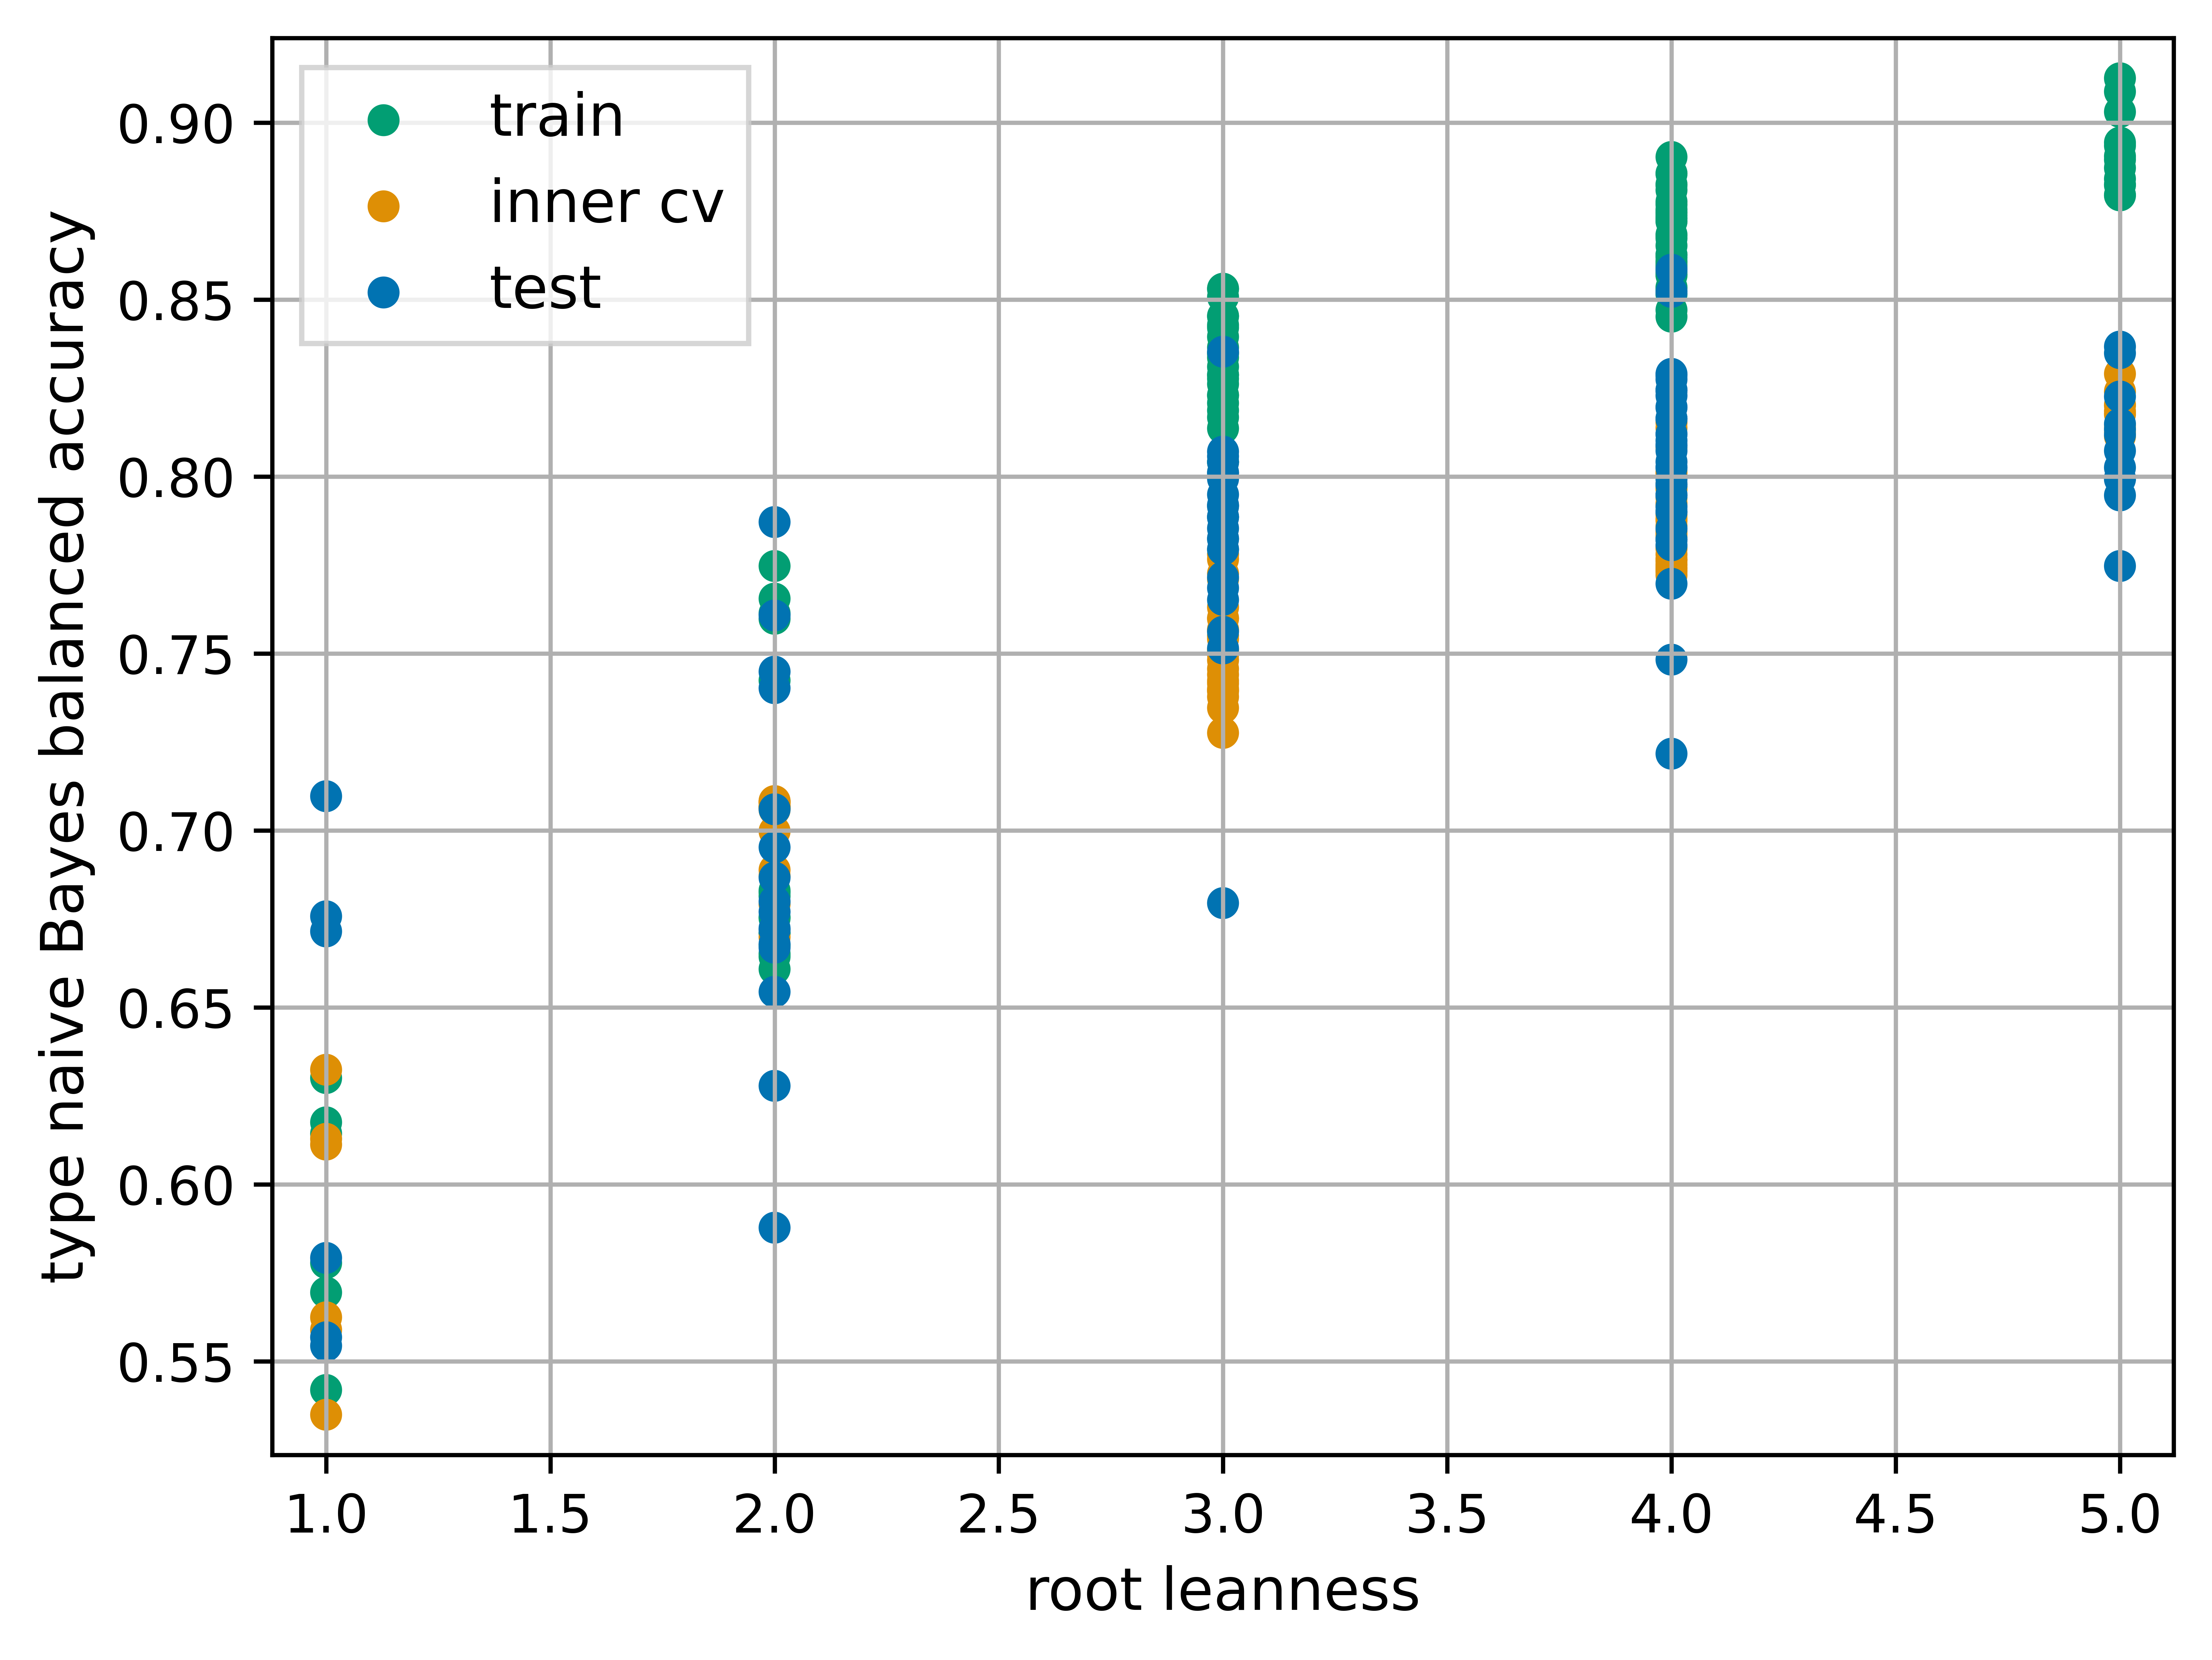 train
inner cv
test
type naive Bayes balanced accuracy
0.90
0.85
0.80
0.75
0.70
0.65
0.60
0.55
1.0 1.5 2.0 2.5 3.0 3.5 4.0 4.5 5.0
root leanness